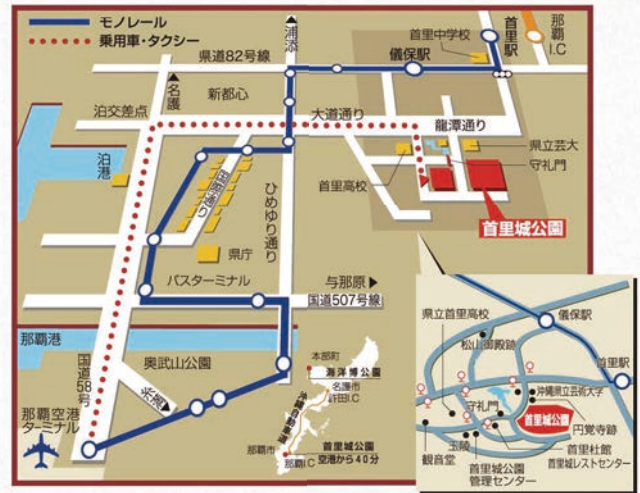 モノレール
乗用車・タクシー
▲浦添
首里駅
那覇I.C
首里中学校
県道82号線
儀保駅
▲名護
新都心
泊交差点
大道通り
龍潭通り
県立芸大
守礼門
泊港
首里高校
国際通り
ひめゆり通り
首里城公園
県庁
バスターミナル
与那原▶
国道507号線
那覇港
奥武山公園
国道58号
糸満▶
那覇空港
ターミナル
本部町
海洋博公園
名護市
許田I.C
沖縄自動車道
首里城公園
空港から40分
那覇市
那覇I.C
県立首里高校
儀保駅
松山御殿跡
首里駅
沖縄県立芸術大学
守礼門
首里城公園
円覚寺跡
観音堂
玉陵
首里杜館
首里城公園
管理センター
首里城レストセンター